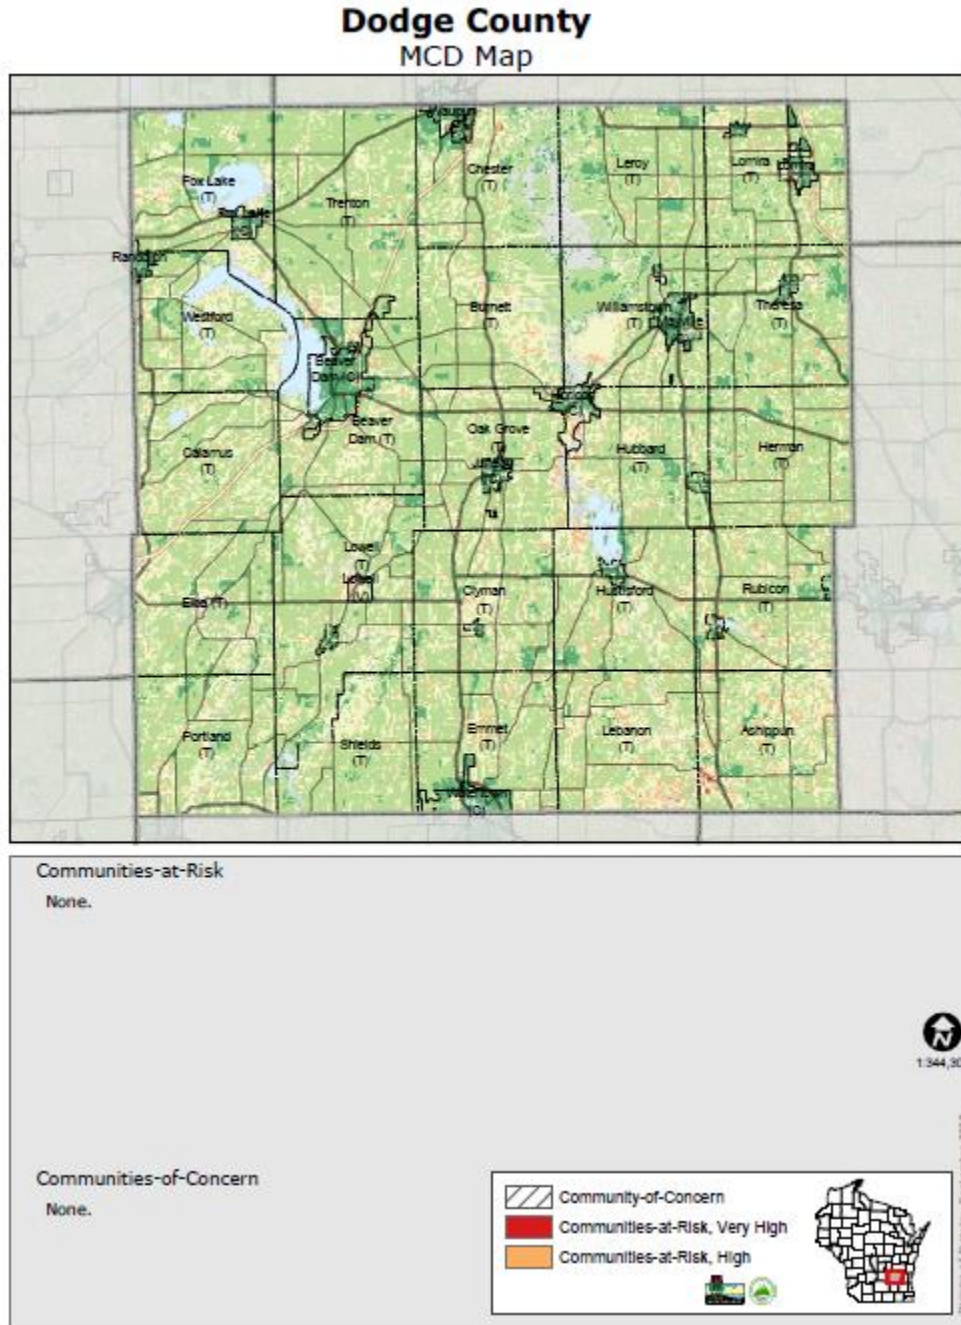 Dodge County
MCD Map
Chester
(T)
Leroy
(T)
Lomira
(T)
Fox Lake
(T)
Trenton
(T)
Randolph
Westford
(T)
Burnett
(T)
Williamstown
(T)
Theresa
(T)
Beaver
Dam (C)
Beaver
Dam (T)
Oak Grove
(T)
Hubbard
(T)
Herman
(T)
Calamus
(T)
Lowell
(T)
Lowell
Elba (T)
Clyman
(T)
Hustisford
(T)
Rubicon
(T)
Portland
(T)
Shields
(T)
Emmet
(T)
Lebanon
(T)
Ashippun
(T)
Communities-at-Risk
None.
N
Communities-of-Concern
None.
Community-of-Concern
Communities-at-Risk, Very High
Communities-at-Risk, High